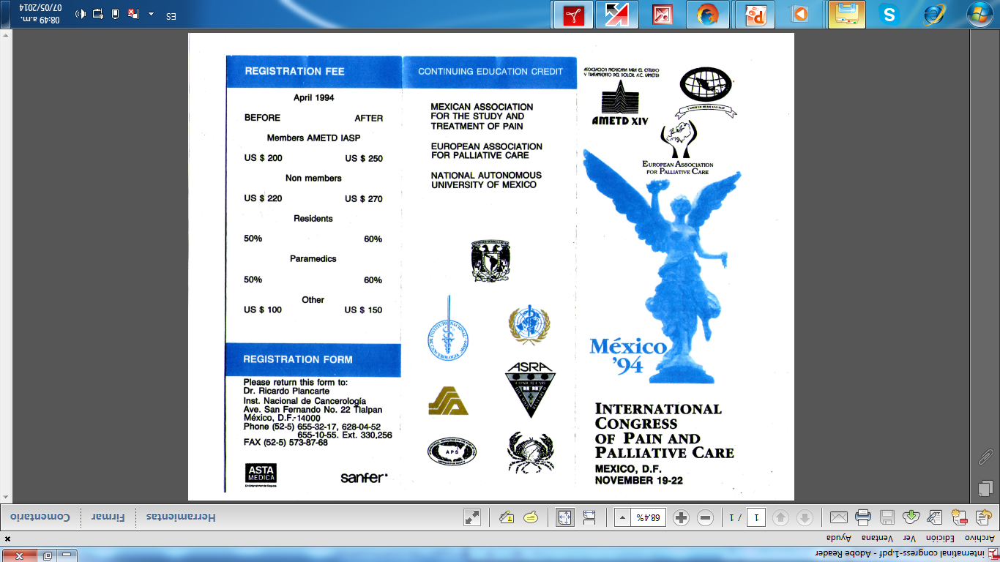 REGISTRATION FEE
April 1994
BEFORE AFTER
Members AMETD IASP
US $ 200 US $ 250
Non members
US $ 220 US $ 270
Residents
50% 60%
Paramedics
50% 60%
Other
US $ 100 US $ 150
REGISTRATION FORM
Please return this form to:
Dr. Ricardo Plancarte
Inst. Nacional de Cancerología
Ave. San Fernando No. 22 Tlalpan
México, D.F.-14000
Phone (52-5) 655-32-17, 628-04-52
655-10-55. Ext. 330,256
FAX (52-5) 573-87-68
ASTA
MEDICA
sanfer
CONTINUING EDUCATION CREDIT
MEXICAN ASSOCIATION
FOR THE STUDY AND
TREATMENT OF PAIN
EUROPEAN ASSOCIATION
FOR PALLIATIVE CARE
NATIONAL AUTONOMOUS
UNIVERSITY OF MEXICO
INSTITUTO NACIONAL
DE CANCEROLOGIA
ASRA
CLINICAL CARE
EDUCATION
RESEARCH
APS
AMERICAN PAIN SOCIETY
ASOCIACION MEXICANA PARA EL ESTUDIO
Y TRATAMIENTO DEL DOLOR A.C. (AMETD)
AMETD XIV
EUROPEAN ASSOCIATION
FOR PALLIATIVE CARE
México
'94
INTERNATIONAL
CONGRESS
OF PAIN AND
PALLIATIVE CARE
MEXICO, D.F.
NOVEMBER 19-22
internatinal congress-1.pdf - Adobe Reader
Archivo Edición Ver Ventana Ayuda
1 / 1
68.4%
Herramientas Firmar Comentario
ES
08:49 a.m.
07/05/2014